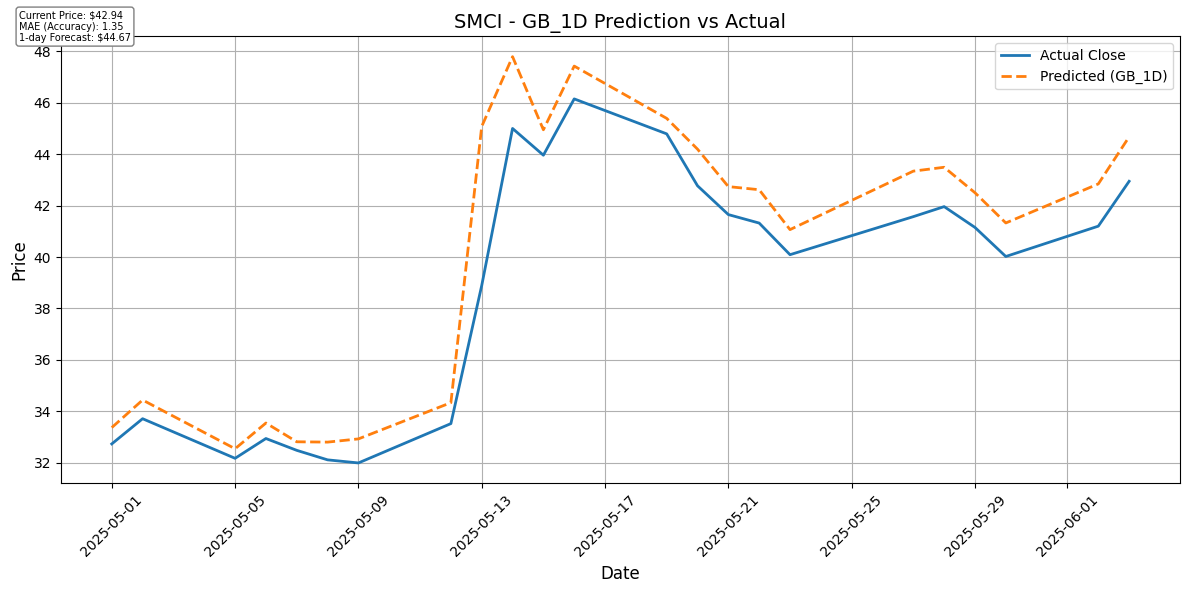 SMCI - GB_1D Prediction vs Actual
Current Price: $42.94
MAE (Accuracy): 1.35
1-day Forecast: $44.67
Actual Close
Predicted (GB_1D)
Price
48
46
44
42
40
38
36
34
32
2025-05-01
2025-05-05
2025-05-09
2025-05-13
2025-05-17
2025-05-21
2025-05-25
2025-05-29
2025-06-01
Date